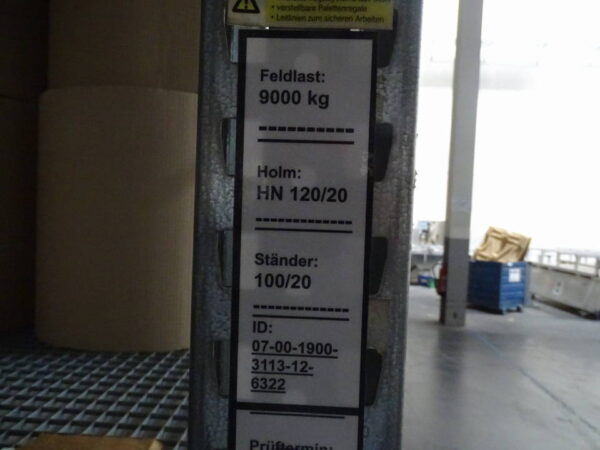 • verstellbare Palettenregale
• Leitlinien zum sicheren Arbeiten
Feldlast:
9000 kg
Holm:
HN 120/20
Ständer:
100/20
ID:
07-00-1900-
3113-12-
6322
Prüftermin: